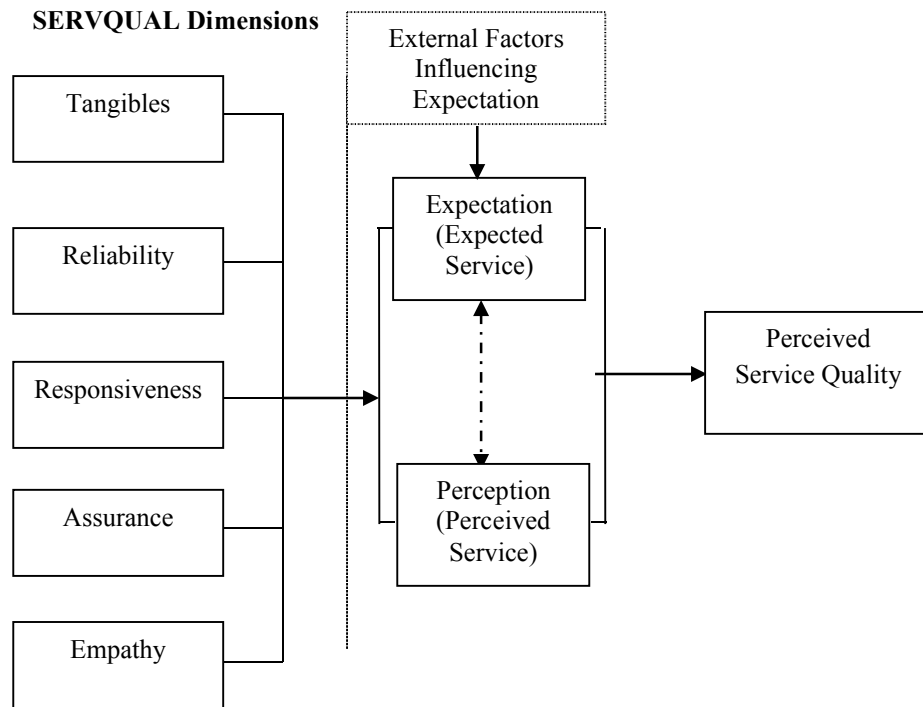 SERVQUAL Dimensions
External Factors
Influencing
Expectation
Tangibles
Reliability
Responsiveness
Assurance
Empathy
Expectation
(Expected
Service)
Perception
(Perceived
Service)
Perceived
Service Quality